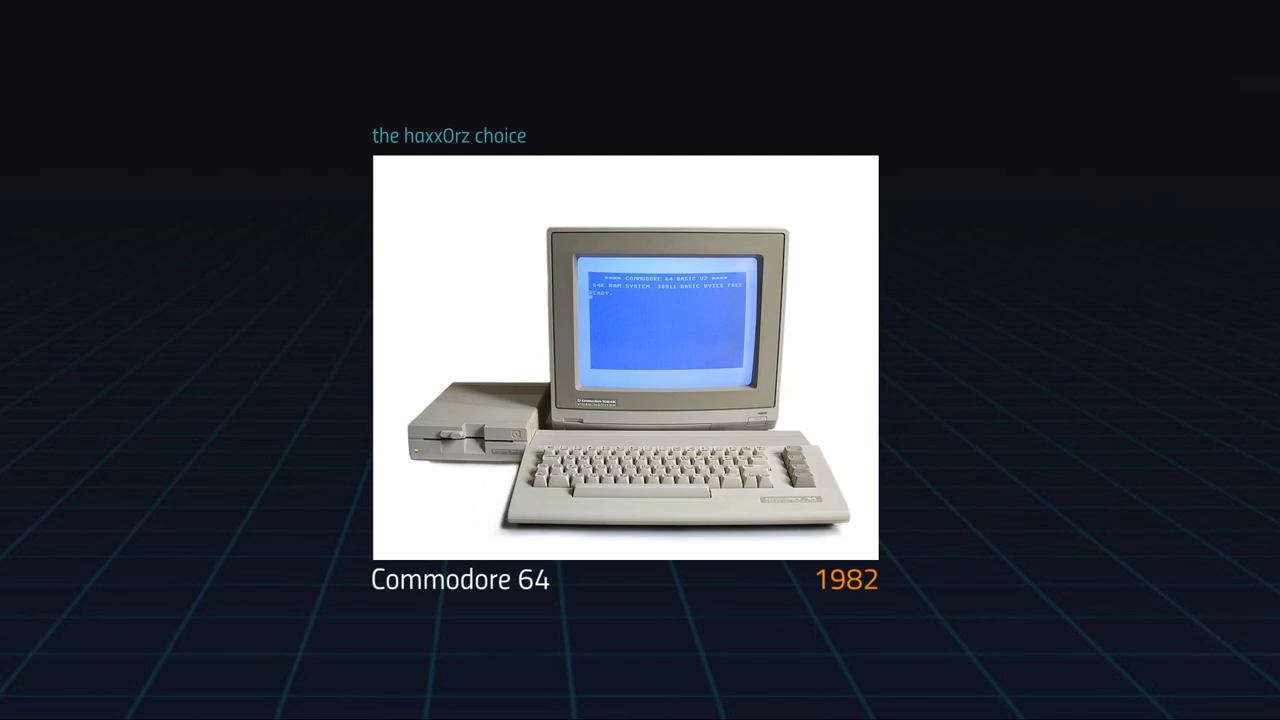 the haxx0rz choice
**** COMMODORE 64 BASIC V2 ****
64K RAM SYSTEM 38911 BASIC BYTES FREE
READY.
Commodore 64
1982